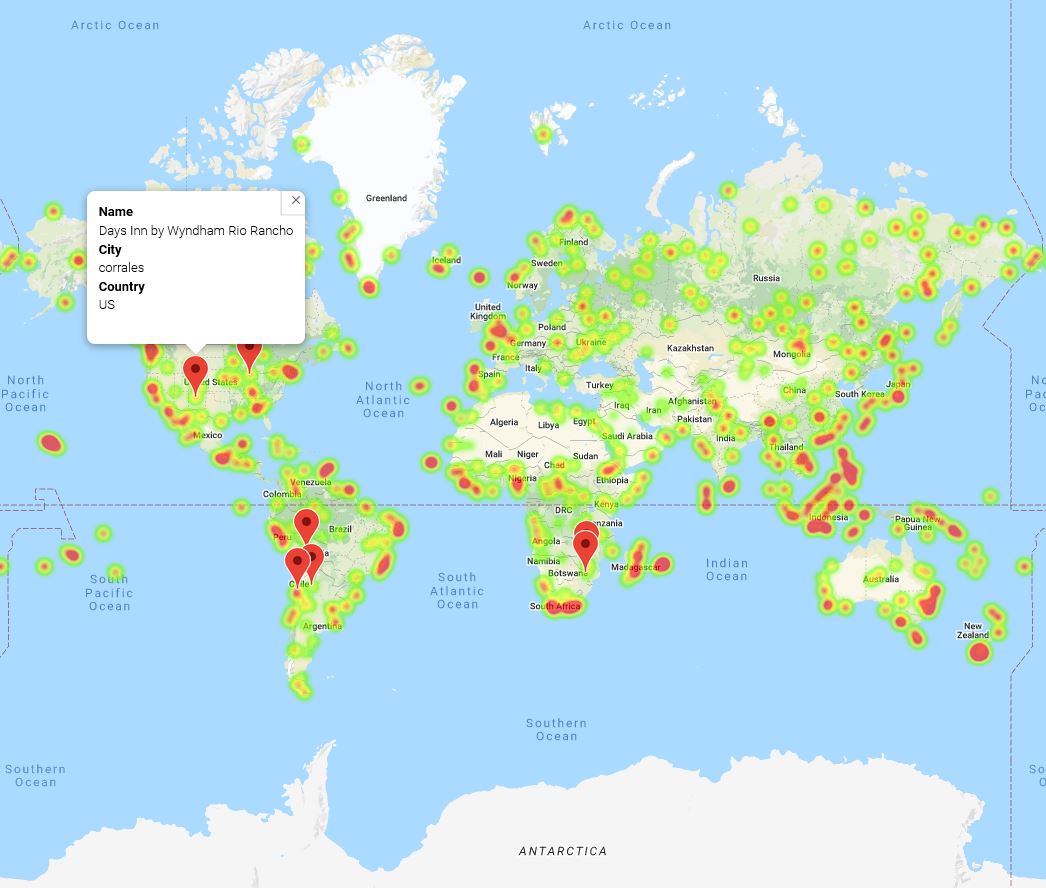 Arctic Ocean
Arctic Ocean
Greenland
Name
Days Inn by Wyndham Rio Rancho
City
corrales
Country
US
Finland
Iceland
Sweden
Norway
Russia
United
Kingdom
Poland
Germany
Ukraine
Kazakhstan
Mongolia
France
Italy
Spain
Turkey
North
Pacific
Ocean
North
Atlantic
Ocean
China
Japan
South Korea
Afghanistan
Iraq
Iran
Pakistan
Algeria
Libya
Egypt
Saudi Arabia
Mexico
India
Mali
Niger
Chad
Sudan
Thailand
Nigeria
Ethiopia
Venezuela
Colombia
Kenya
DRC
Indonesia
Papua New
Guinea
Peru
Brazil
Angola
Namibia
Botswana
Madagascar
South
Pacific
Ocean
South
Atlantic
Ocean
Indian
Ocean
Australia
South Africa
Argentina
New
Zealand
Southern
Ocean
Southern
Ocean
ANTARCTICA